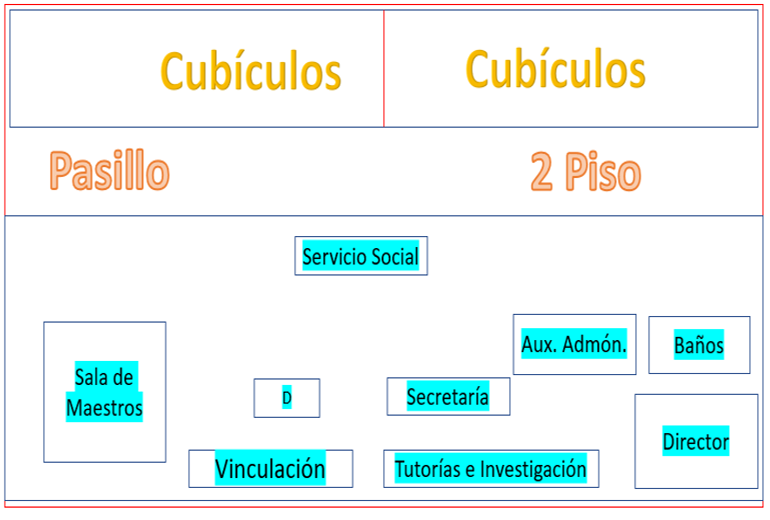 Cubículos
Cubículos
Pasillo
2 Piso
Servicio Social
Aux. Admón.
Baños
Sala de
Maestros
D
Secretaría
Director
Vinculación
Tutorías e Investigación